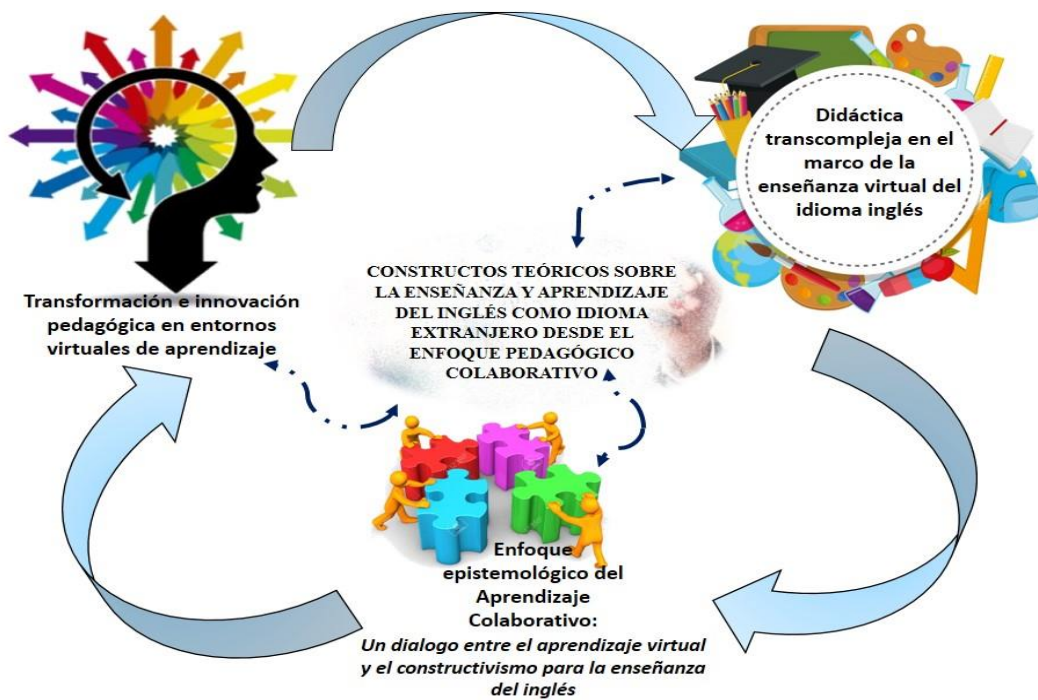 Didáctica
transcompleja en el
marco de la
enseñanza virtual del
idioma inglés
CONSTRUCTOS TEÓRICOS SOBRE
LA ENSEÑANZA Y APRENDIZAJE
DEL INGLÉS COMO IDIOMA
EXTRANJERO DESDE EL
ENFOQUE PEDAGÓGICO
COLABORATIVO
Transformación e innovación
pedagógica en entornos
virtuales de aprendizaje
Enfoque
epistemológico del
Aprendizaje
Colaborativo:
Un dialogo entre el aprendizaje virtual
y el constructivismo para la enseñanza
del inglés